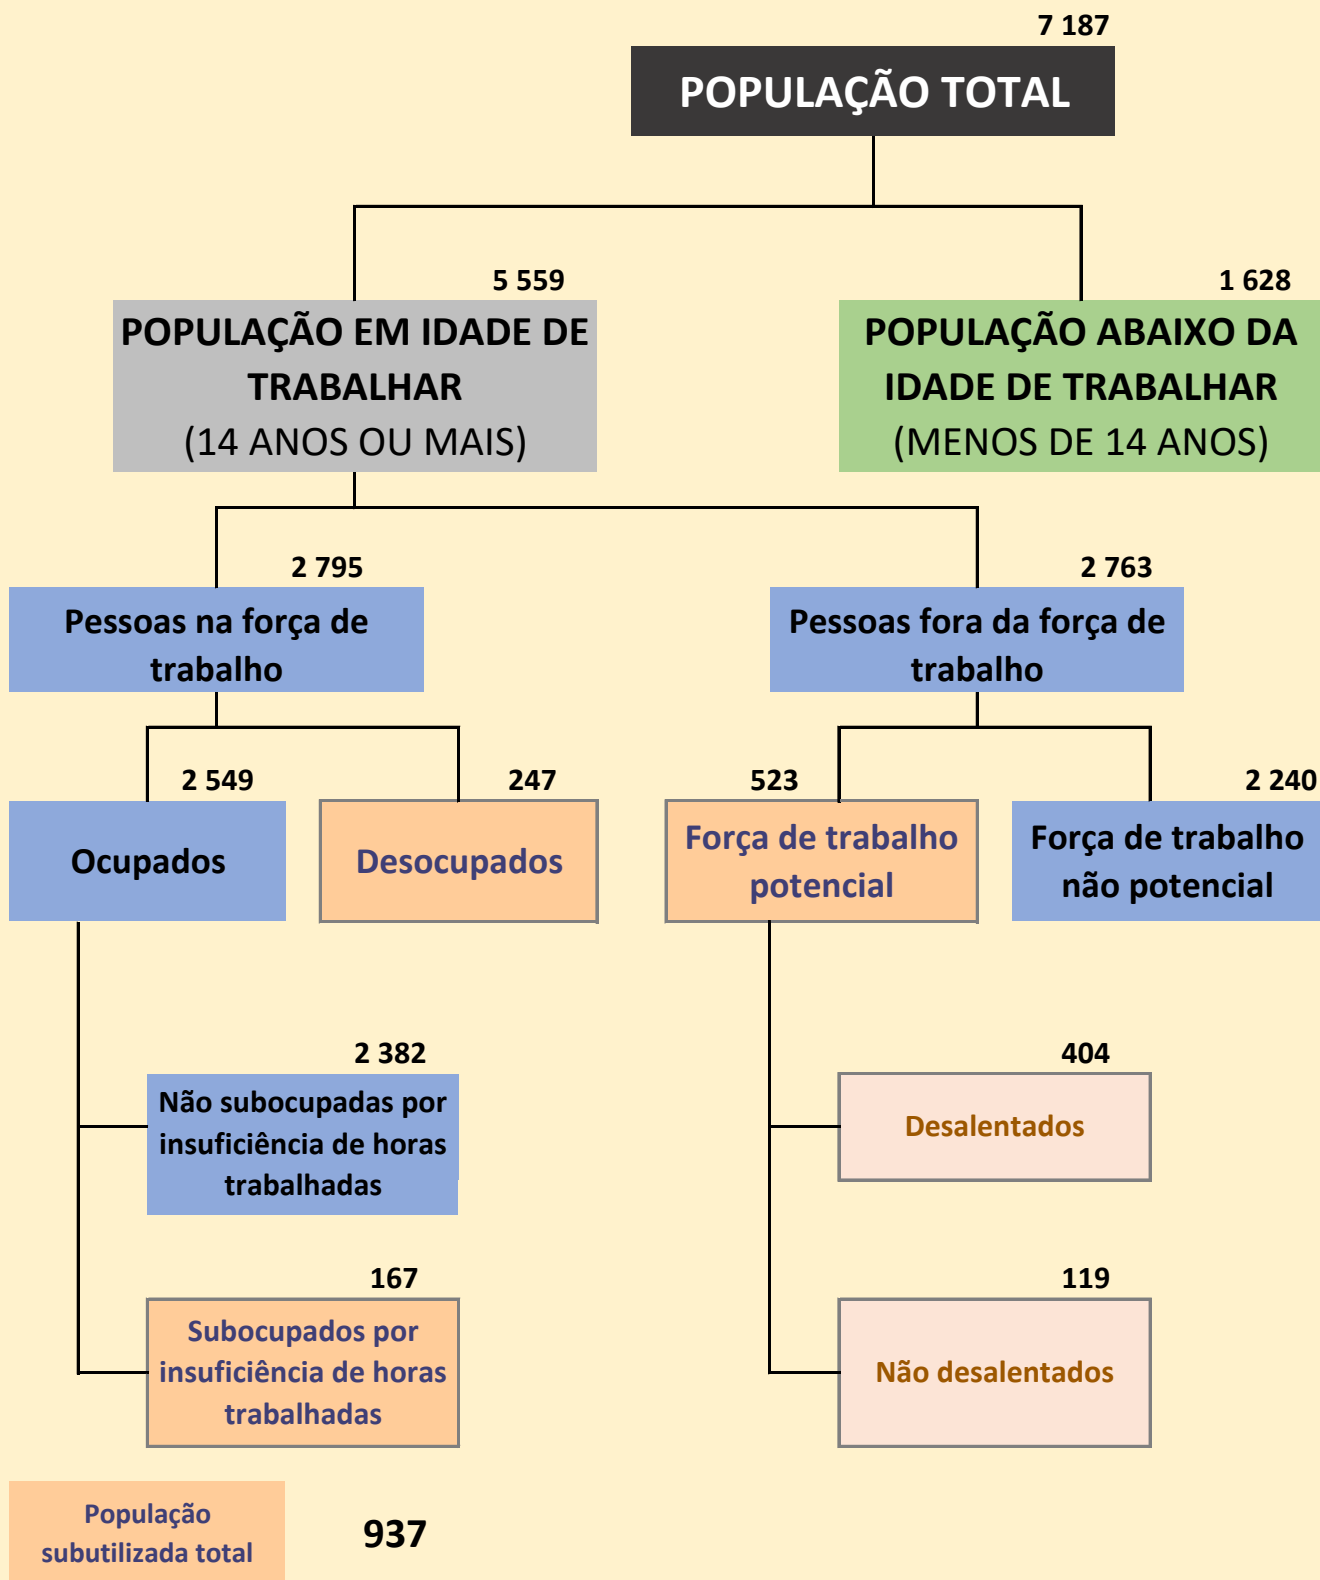 7 187
POPULAÇÃO TOTAL
5 559
POPULAÇÃO EM IDADE DE
TRABALHAR
(14 ANOS OU MAIS)
1 628
POPULAÇÃO ABAIXO DA
IDADE DE TRABALHAR
(MENOS DE 14 ANOS)
2 795
Pessoas na força de
trabalho
2 763
Pessoas fora da força de
trabalho
2 549
Ocupados
247
Desocupados
523
Força de trabalho
potencial
2 240
Força de trabalho
não potencial
2 382
Não subocupadas por
insuficiência de horas
trabalhadas
404
Desalentados
167
Subocupados por
insuficiência de horas
trabalhadas
119
Não desalentados
População
subutilizada total
937